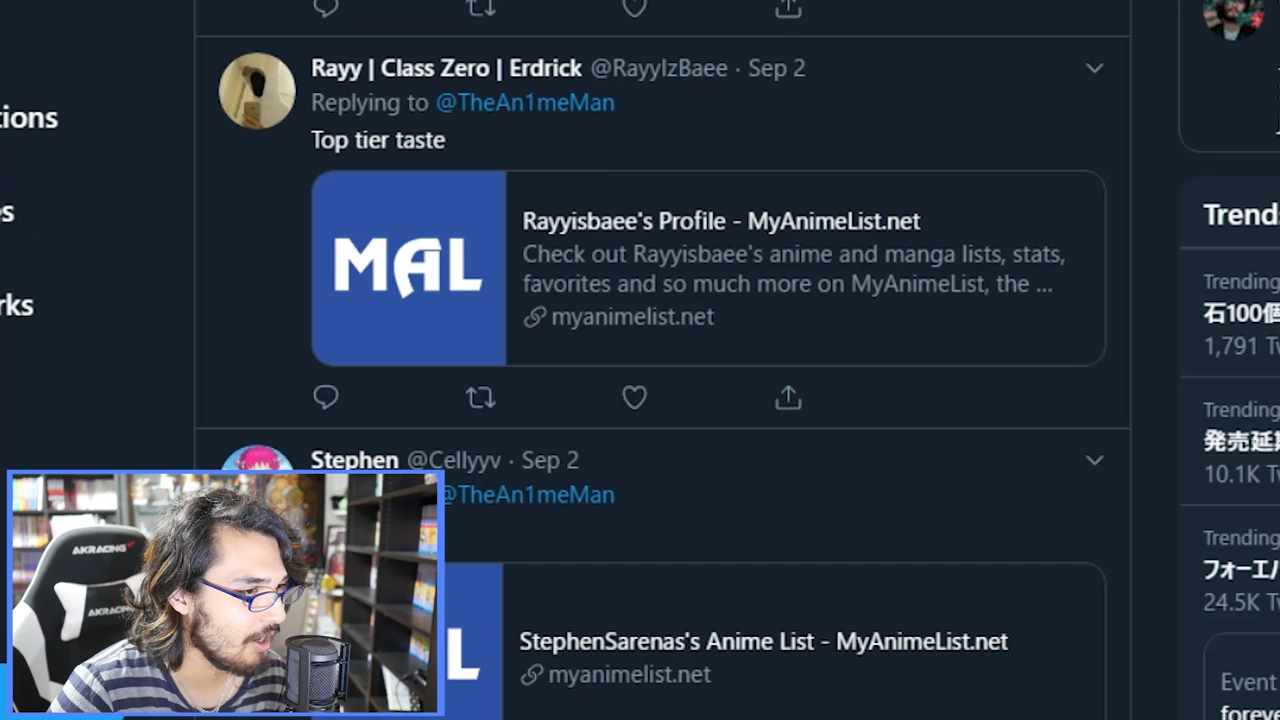 Rayy | Class Zero | Erdrick @RayyIzBaee · Sep 2
Replying to @TheAn1meMan
Top tier taste
MAL
Rayyisbaee's Profile - MyAnimeList.net
Check out Rayyisbaee's anime and manga lists, stats,
favorites and so much more on MyAnimeList, the ...
myanimelist.net
Stephen @Cellyyv · Sep 2
@TheAn1meMan
L
StephenSarenas's Anime List - MyAnimeList.net
myanimelist.net
tions
es
rks
Trend
Trending
石100個
1,791 Tw
Trending
発売延期
10.1K Tw
Trending
フォーエバ
24.5K Tw
Event
foreve
AKRACING
AKRACING